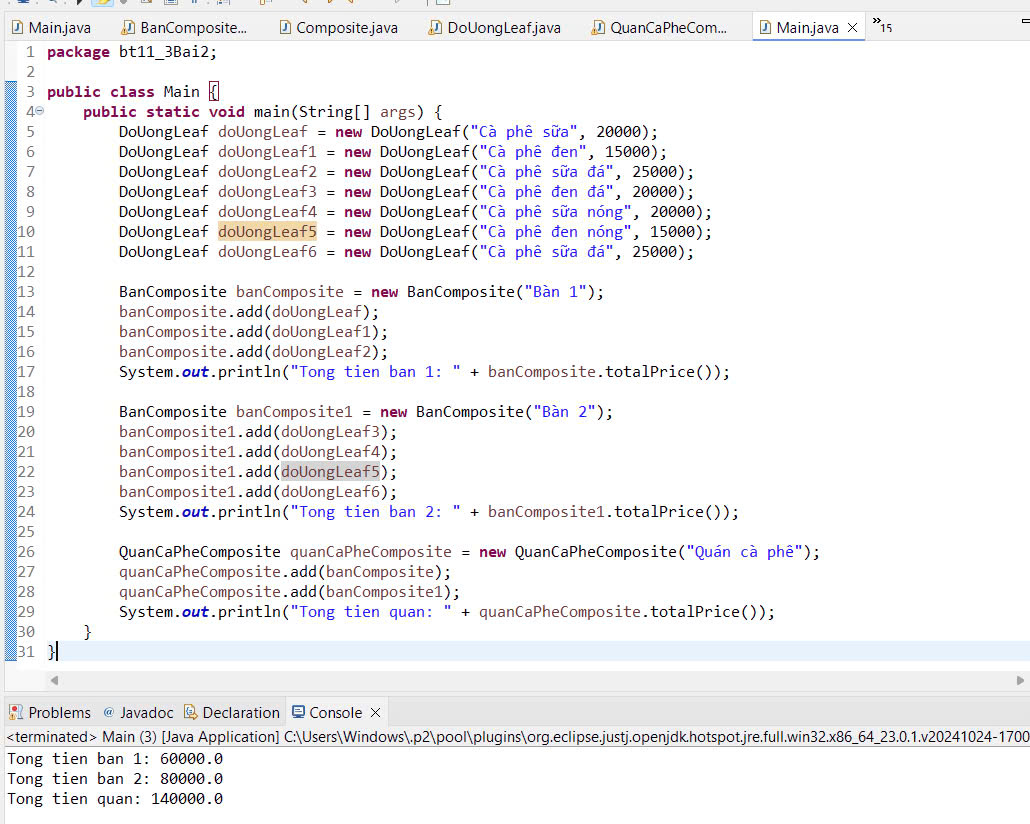 Main.java
BanComposite...
Composite.java
DoUongLeaf.java
QuanCaPheCom...
Main.java
»15
1 package bt11_3Bai2;
2
3 public class Main {
4 public static void main(String[] args) {
5 DoUongLeaf doUongLeaf = new DoUongLeaf("Cà phê sữa", 20000);
6 DoUongLeaf doUongLeaf1 = new DoUongLeaf("Cà phê đen", 15000);
7 DoUongLeaf doUongLeaf2 = new DoUongLeaf("Cà phê sữa đá", 25000);
8 DoUongLeaf doUongLeaf3 = new DoUongLeaf("Cà phê đen đá", 20000);
9 DoUongLeaf doUongLeaf4 = new DoUongLeaf("Cà phê sữa nóng", 20000);
10 DoUongLeaf doUongLeaf5 = new DoUongLeaf("Cà phê đen nóng", 15000);
11 DoUongLeaf doUongLeaf6 = new DoUongLeaf("Cà phê sữa đá", 25000);
12
13 BanComposite banComposite = new BanComposite("Bàn 1");
14 banComposite.add(doUongLeaf);
15 banComposite.add(doUongLeaf1);
16 banComposite.add(doUongLeaf2);
17 System.out.println("Tong tien ban 1: " + banComposite.totalPrice());
18
19 BanComposite banComposite1 = new BanComposite("Bàn 2");
20 banComposite1.add(doUongLeaf3);
21 banComposite1.add(doUongLeaf4);
22 banComposite1.add(doUongLeaf5);
23 banComposite1.add(doUongLeaf6);
24 System.out.println("Tong tien ban 2: " + banComposite1.totalPrice());
25
26 QuanCaPheComposite quanCaPheComposite = new QuanCaPheComposite("Quán cà phê");
27 quanCaPheComposite.add(banComposite);
28 quanCaPheComposite.add(banComposite1);
29 System.out.println("Tong tien quan: " + quanCaPheComposite.totalPrice());
30 }
31 }
Problems @ Javadoc Declaration Console
<terminated> Main (3) [Java Application] C:\Users\Windows\.p2\pool\plugins\org.eclipse.justj.openjdk.hotspot.jre.full.win32.x86_64_23.0.1.v20241024-1700
Tong tien ban 1: 60000.0
Tong tien ban 2: 80000.0
Tong tien quan: 140000.0